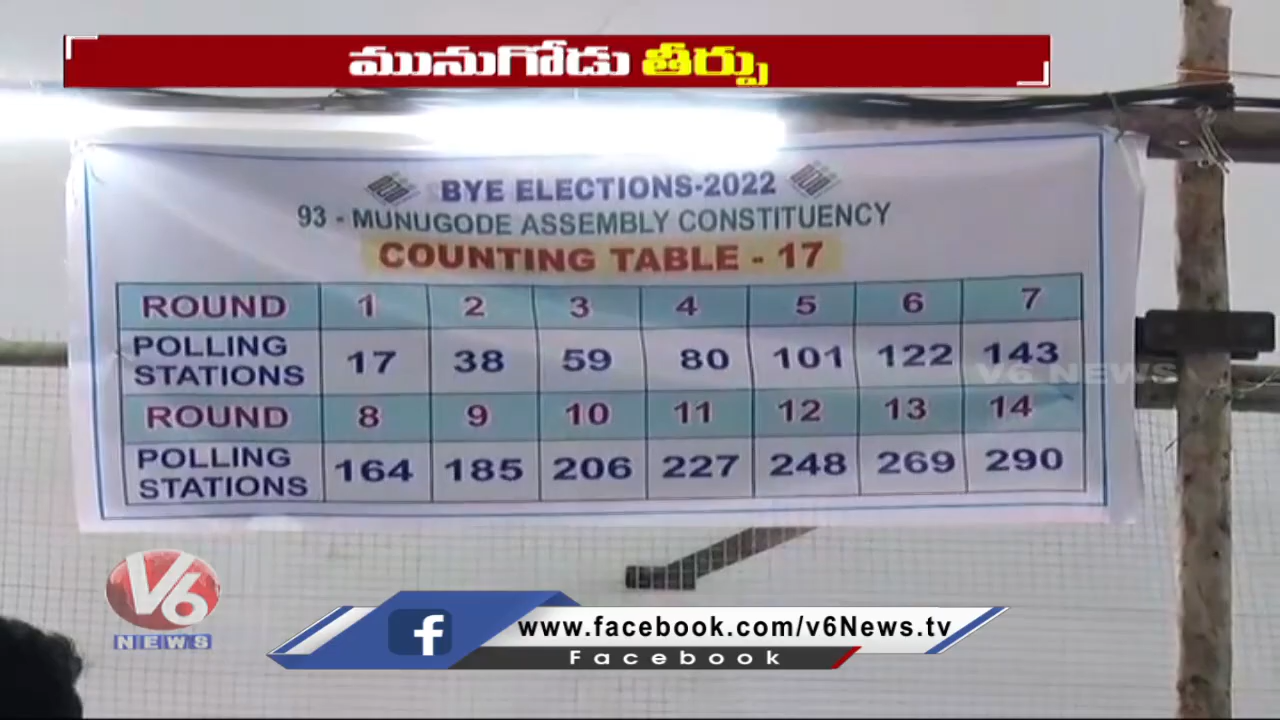 మునుగోడు తీర్పు
BYE ELECTIONS-2022
93 - MUNUGODE ASSEMBLY CONSTITUENCY
COUNTING TABLE - 17
ROUND 1 2 3 4 5 6 7
POLLING STATIONS 17 38 59 80 101 122 143
V6 NEWS
ROUND 8 9 10 11 12 13 14
POLLING STATIONS 164 185 206 227 248 269 290
V6
NEWS
f www.facebook.com/v6News.tv
Facebook